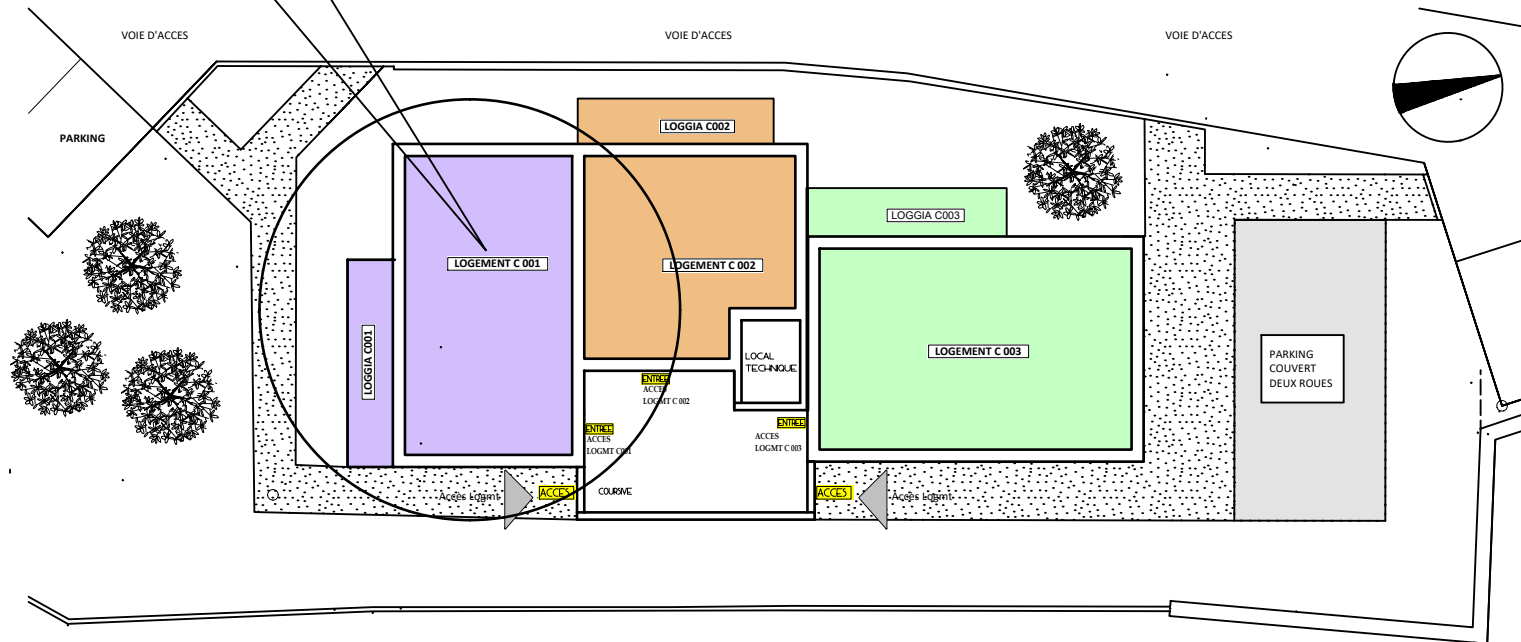 VOIE D'ACCES
VOIE D'ACCES
VOIE D'ACCES
PARKING
LOGGIA C002
LOGGIA C003
LOGEMENT C 001
LOGEMENT C 002
LOGGIA C001
LOGEMENT C 003
LOCAL
TECHNIQUE
PARKING
COUVERT
DEUX ROUES
ENTREE
ACCES
LOGMT C 002
ENTREE
ACCES
LOGMT C001
ENTREE
ACCES
LOGMT C 003
COURSIVE
Accès Logmt
ACCES
ACCES
Accès Logmt